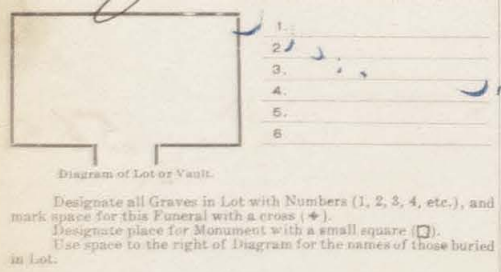 1.
2
3.
4.
5.
6
Diagram of Lot or Vault.
Designate all Graves in Lot with Numbers (1, 2, 3, 4, etc.), and
mark space for this Funeral with a cross (+).
Designate place for Monument with a small square (□).
Use space to the right of Diagram for the names of those buried
in Lot.